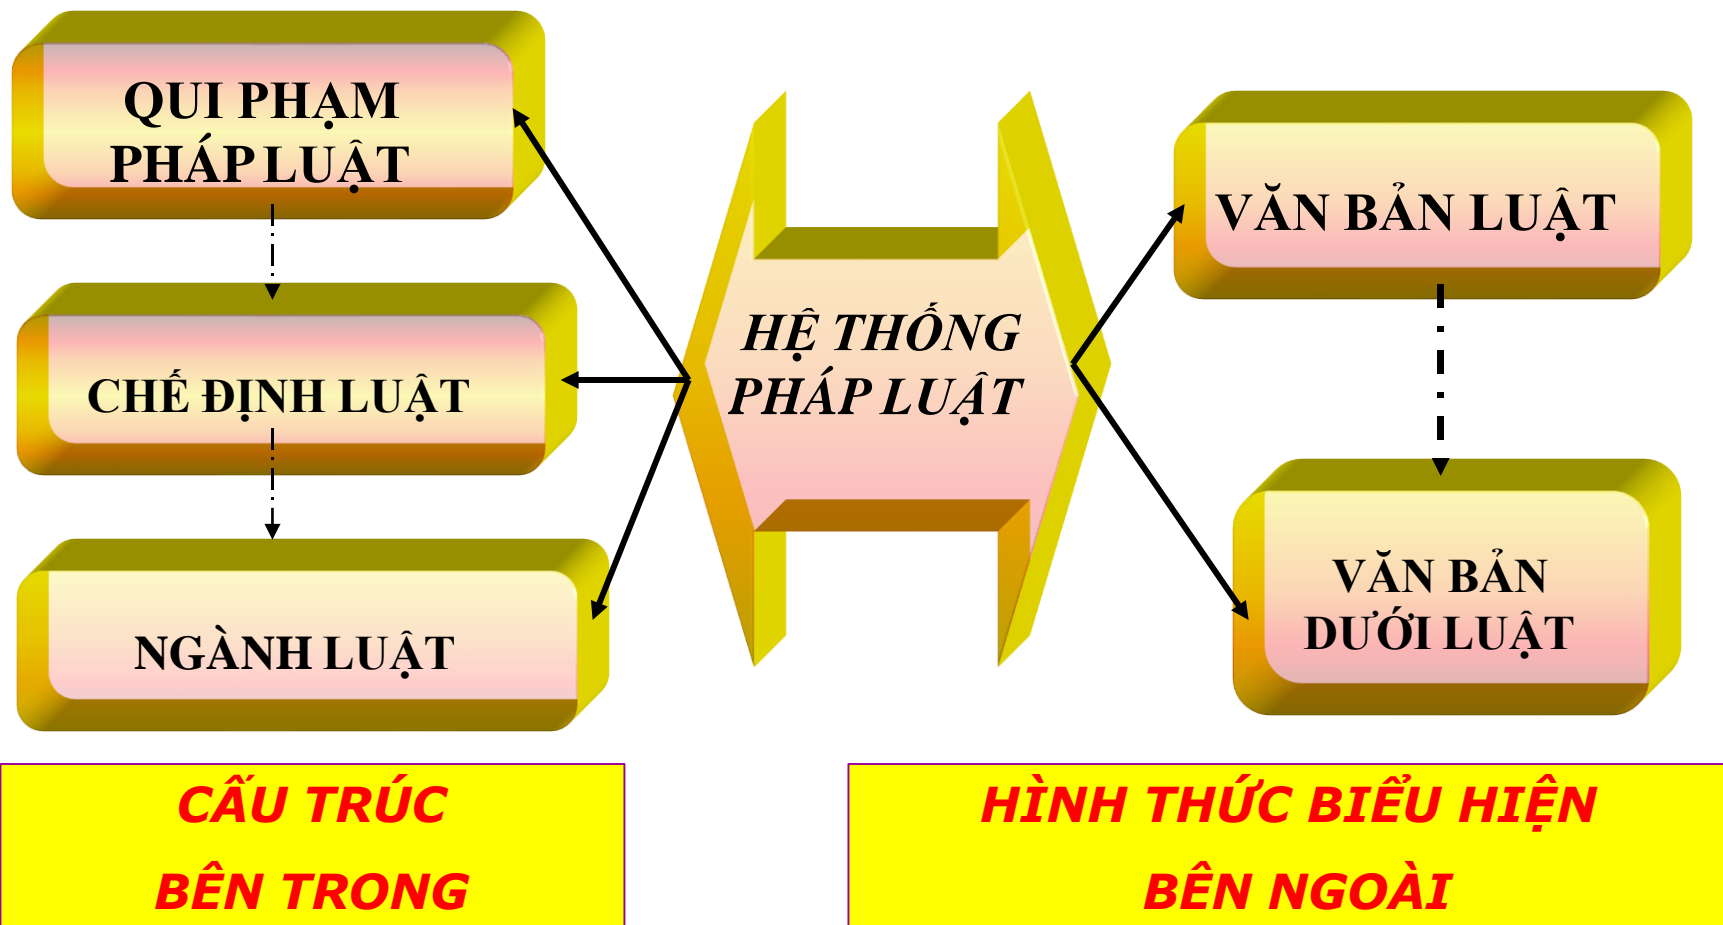 QUI PHẠM
PHÁP LUẬT
CHẾ ĐỊNH LUẬT
NGÀNH LUẬT
HỆ THỐNG
PHÁP LUẬT
VĂN BẢN LUẬT
VĂN BẢN
DƯỚI LUẬT
CẤU TRÚC
BÊN TRONG
HÌNH THỨC BIỂU HIỆN
BÊN NGOÀI